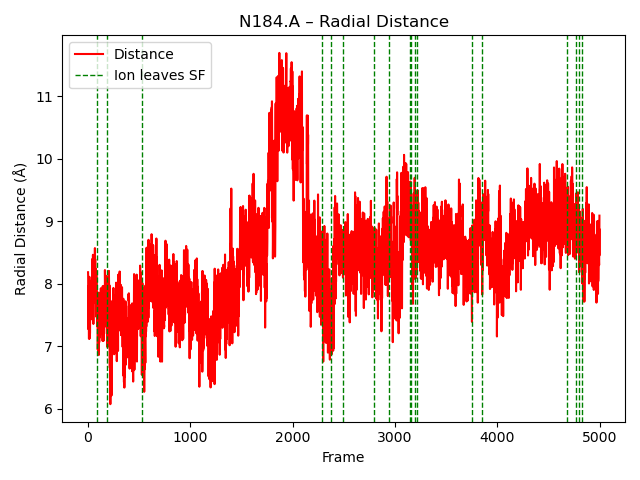 N184.A – Radial Distance
Distance
Ion leaves SF
Radial Distance (Å)
11
10
9
8
7
6
0
1000
2000
3000
4000
5000
Frame